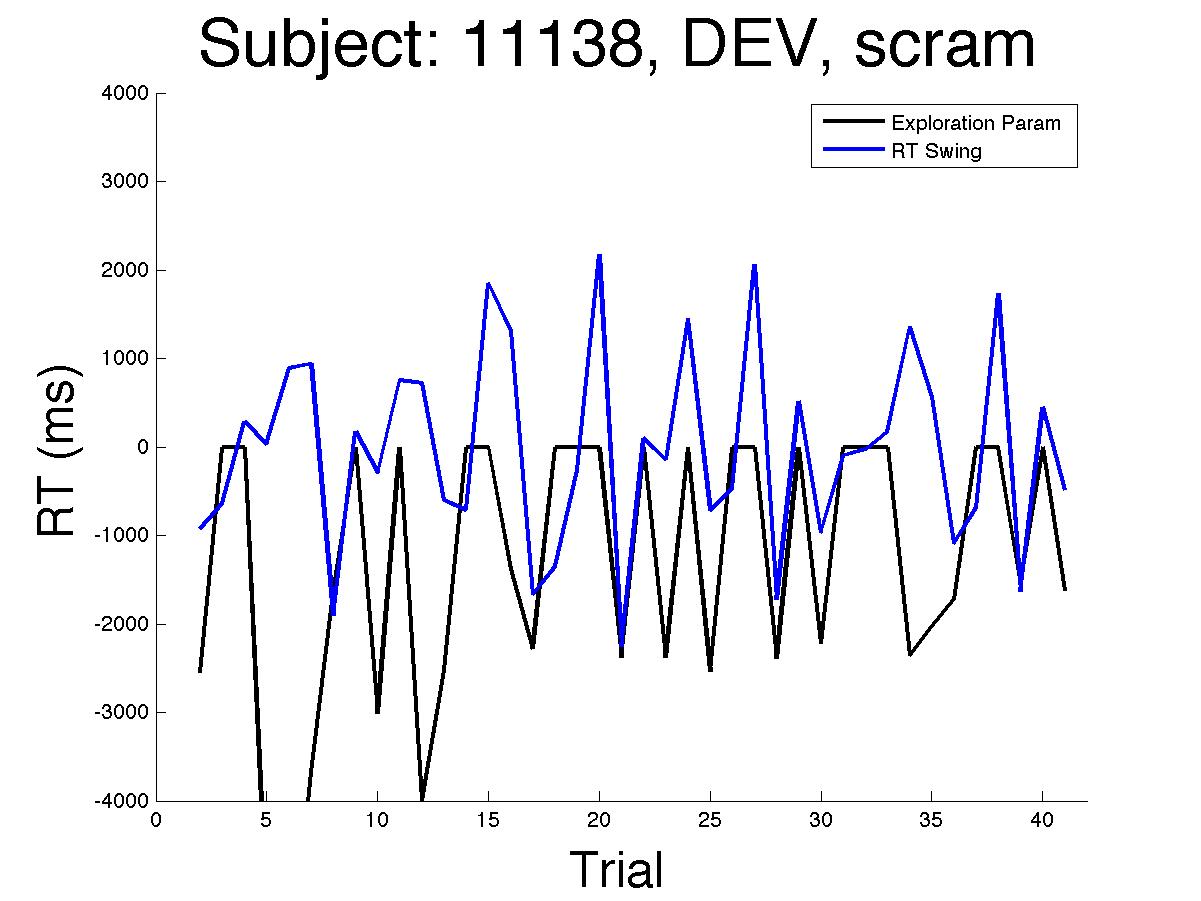 Subject: 11138, DEV, scram
4000
3000
2000
1000
0
-1000
-2000
-3000
-4000
RT (ms)
Exploration Param
RT Swing
0 5 10 15 20 25 30 35 40
Trial